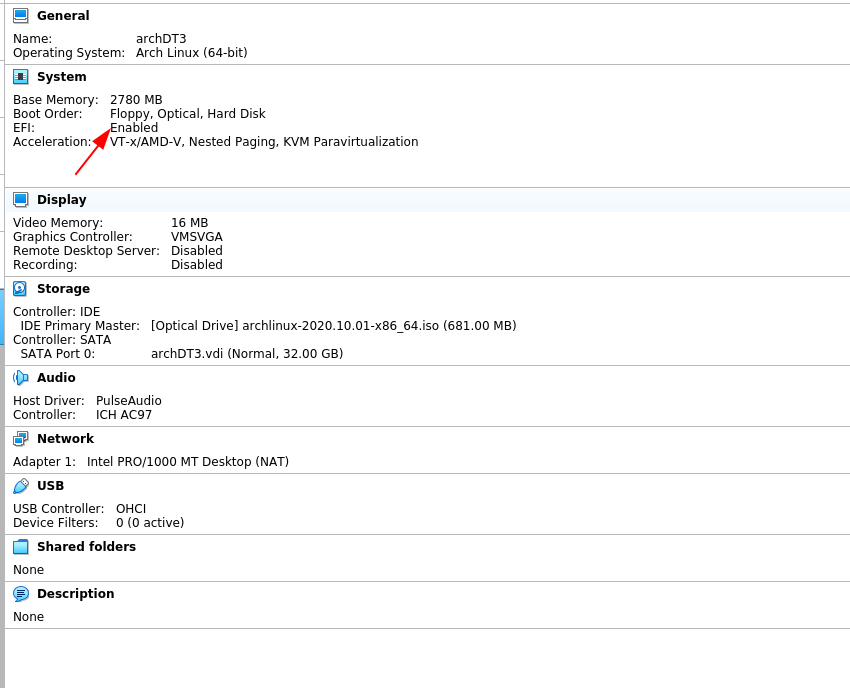 General
Name: archDT3
Operating System: Arch Linux (64-bit)
System
Base Memory: 2780 MB
Boot Order: Floppy, Optical, Hard Disk
EFI: Enabled
Acceleration: VT-x/AMD-V, Nested Paging, KVM Paravirtualization
Display
Video Memory: 16 MB
Graphics Controller: VMSVGA
Remote Desktop Server: Disabled
Recording: Disabled
Storage
Controller: IDE
IDE Primary Master: [Optical Drive] archlinux-2020.10.01-x86_64.iso (681.00 MB)
Controller: SATA
SATA Port 0: archDT3.vdi (Normal, 32.00 GB)
Audio
Host Driver: PulseAudio
Controller: ICH AC97
Network
Adapter 1: Intel PRO/1000 MT Desktop (NAT)
USB
USB Controller: OHCI
Device Filters: 0 (0 active)
Shared folders
None
Description
None